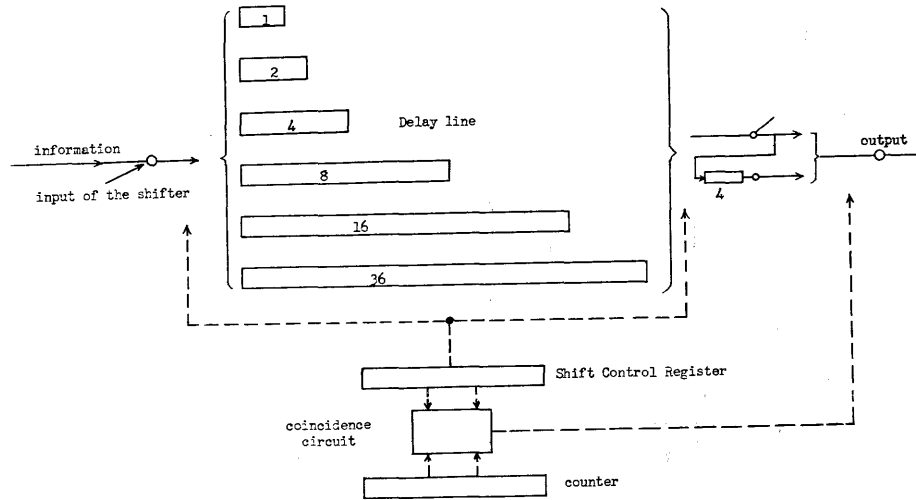 1
2
4
Delay line
information
output
input of the shifter
8
4
16
36
Shift Control Register
coincidence
circuit
counter